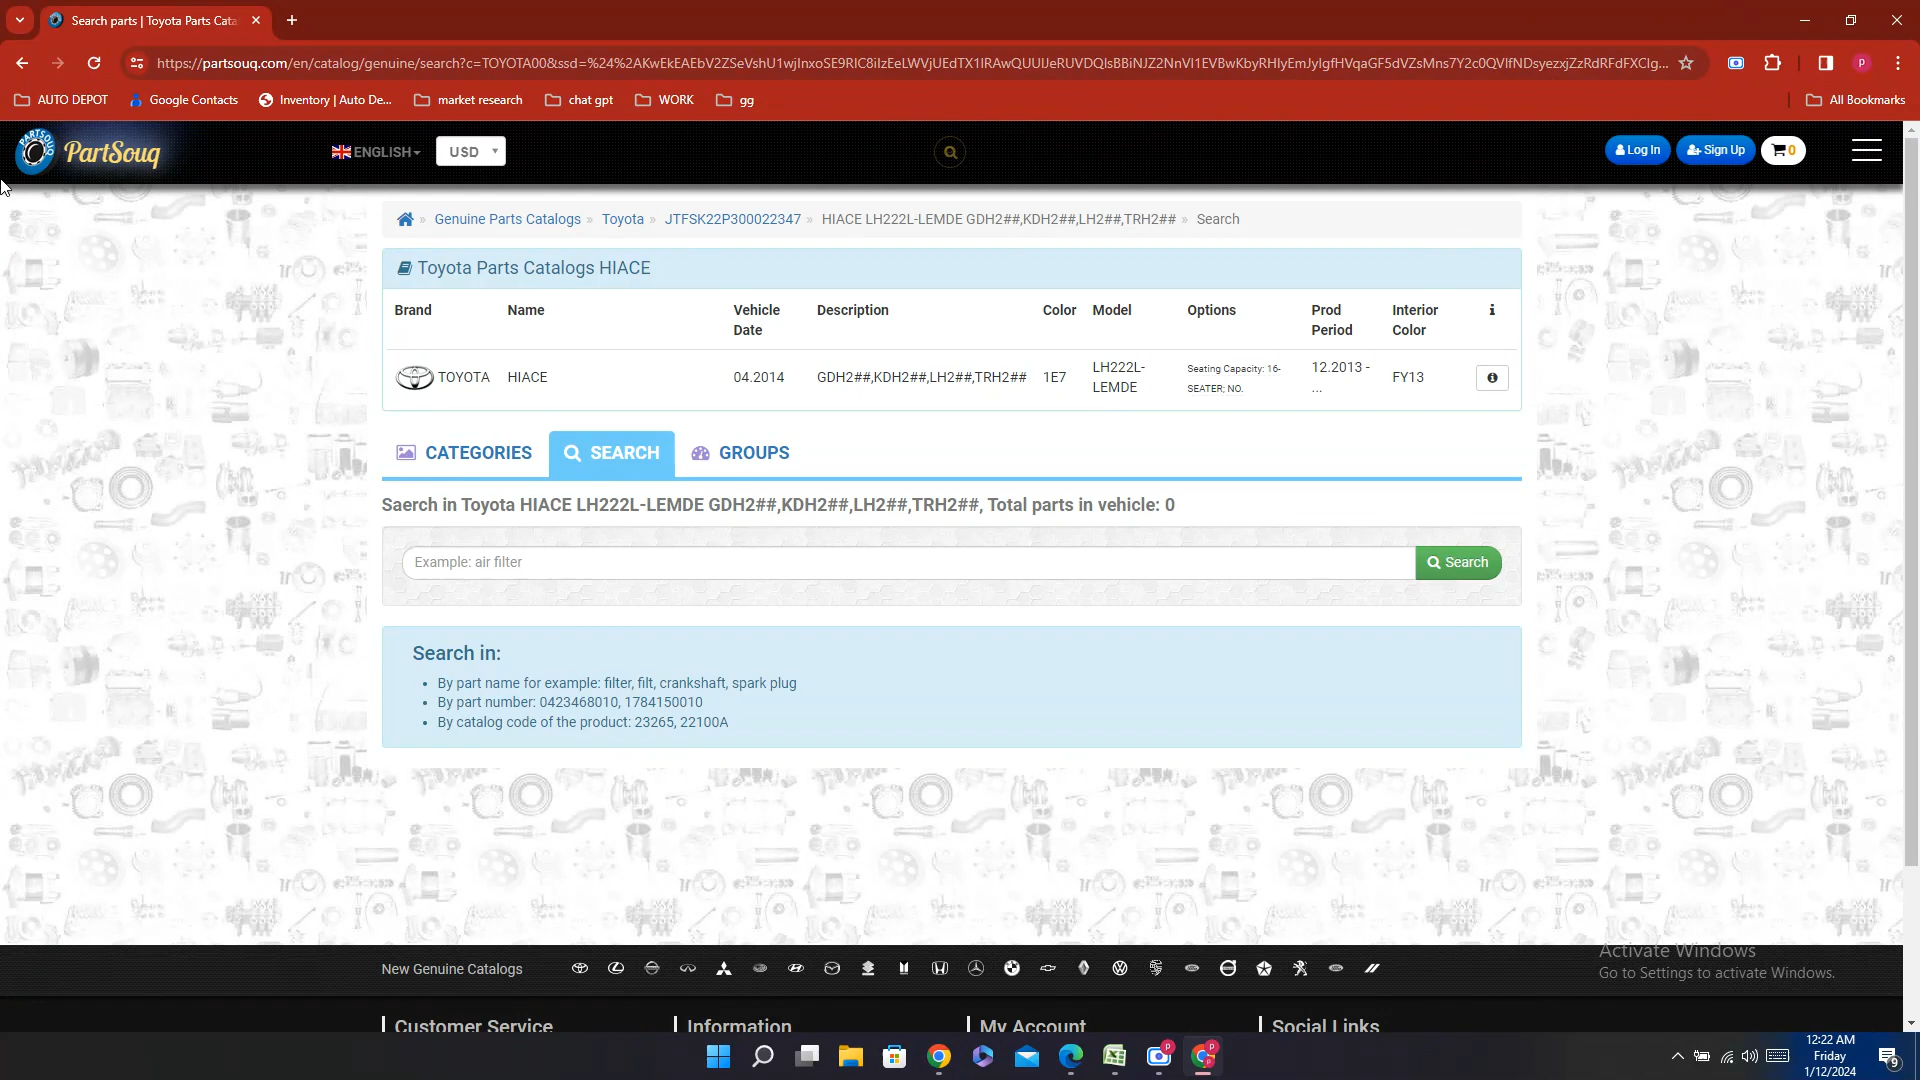 Search parts | Toyota Parts Cata
https://partsouq.com/en/catalog/genuine/search?c=TOYOTA00&ssd=%24%2AKwEkEAEbV2ZSeVshU1wjInxoSE9RIC8iIzEeLWVjUEdTX1IRAwQUUUJeRUVDQIsBBiNJZ2NnVI1EVBwKbyRHIyEmJyIgfHVqaGF5dVZsMns7Y2c0QVlfNDsyezxjZzRdRFdFXCIg...
AUTO DEPOT
Google Contacts
Inventory | Auto De...
market research
chat gpt
WORK
gg
All Bookmarks
PARTSOUQ
PartSouq
ENGLISH
USD
Log In
Sign Up
0
» Genuine Parts Catalogs » Toyota » JTFSK22P300022347 » HIACE LH222L-LEMDE GDH2##,KDH2##,LH2##,TRH2## » Search
Toyota Parts Catalogs HIACE
Brand Name Vehicle Date Description Color Model Options Prod Period Interior Color
TOYOTA HIACE 04.2014 GDH2##,KDH2##,LH2##,TRH2## 1E7 LH222L-LEMDE Seating Capacity: 16-SEATER; NO. 12.2013 - ... FY13
CATEGORIES
SEARCH
GROUPS
Saerch in Toyota HIACE LH222L-LEMDE GDH2##,KDH2##,LH2##,TRH2##, Total parts in vehicle: 0
Example: air filter
Search
Search in:
By part name for example: filter, filt, crankshaft, spark plug
By part number: 0423468010, 1784150010
By catalog code of the product: 23265, 22100A
Activate Windows
Go to Settings to activate Windows.
New Genuine Catalogs
Customer Service
Information
My Account
Social Links
12:22 AM
Friday
1/12/2024
9